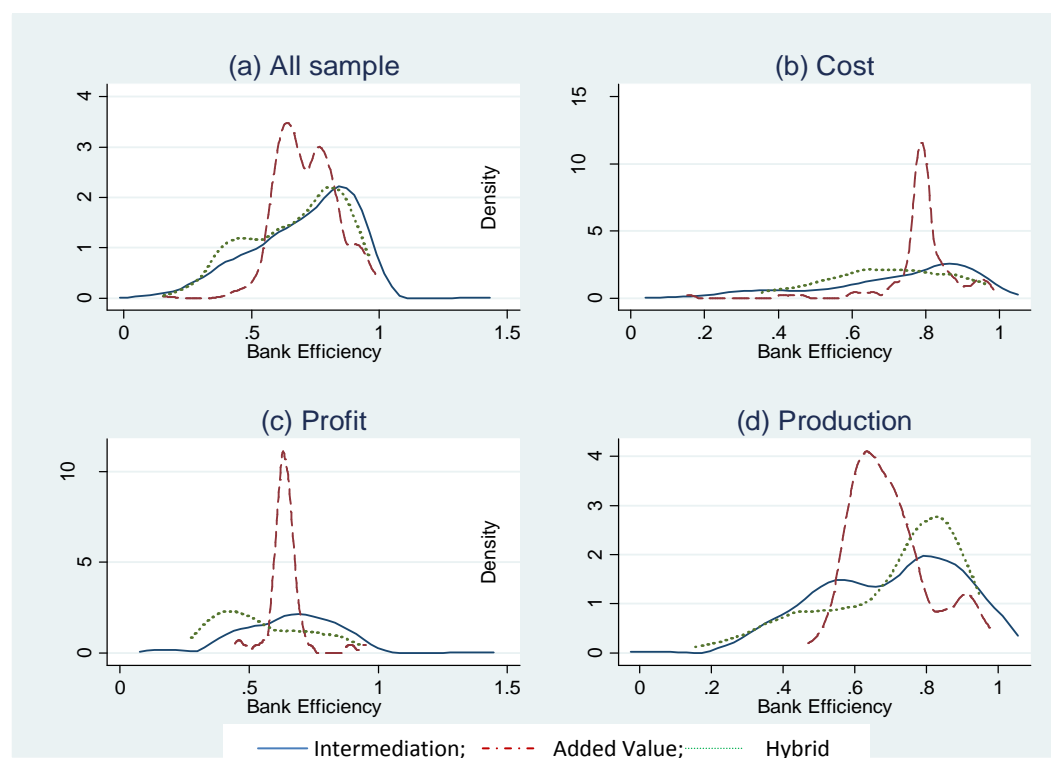 (a) All sample
4
3
2
1
0
0 .5 1 1.5
Bank Efficiency
(b) Cost
Density
15
10
5
0
0 .2 .4 .6 .8 1
Bank Efficiency
(c) Profit
10
5
0
0 .5 1 1.5
Bank Efficiency
(d) Production
Density
4
3
2
1
0
0 .2 .4 .6 .8 1
Bank Efficiency
Intermediation; Added Value; Hybrid